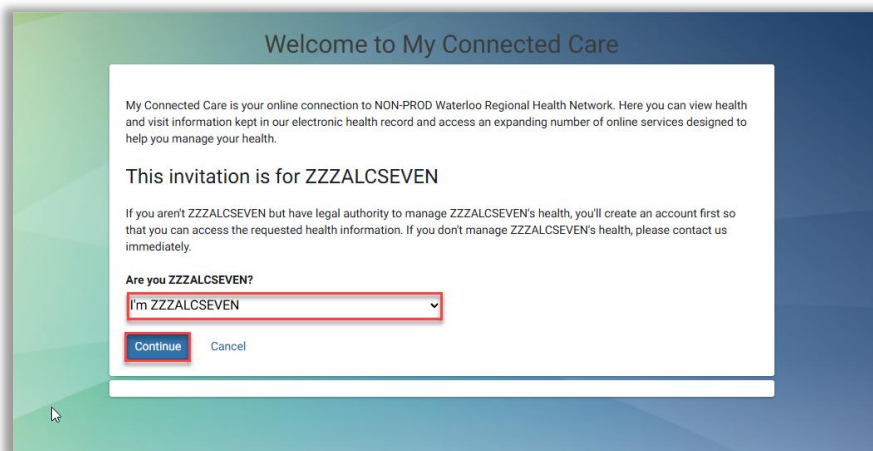 Welcome to My Connected Care
My Connected Care is your online connection to NON-PROD Waterloo Regional Health Network. Here you can view health
and visit information kept in our electronic health record and access an expanding number of online services designed to
help you manage your health.
This invitation is for ZZZALCSEVEN
If you aren't ZZZALCSEVEN but have legal authority to manage ZZZALCSEVEN's health, you'll create an account first so
that you can access the requested health information. If you don't manage ZZZALCSEVEN's health, please contact us
immediately.
Are you ZZZALCSEVEN?
I'm ZZZALCSEVEN
Continue Cancel